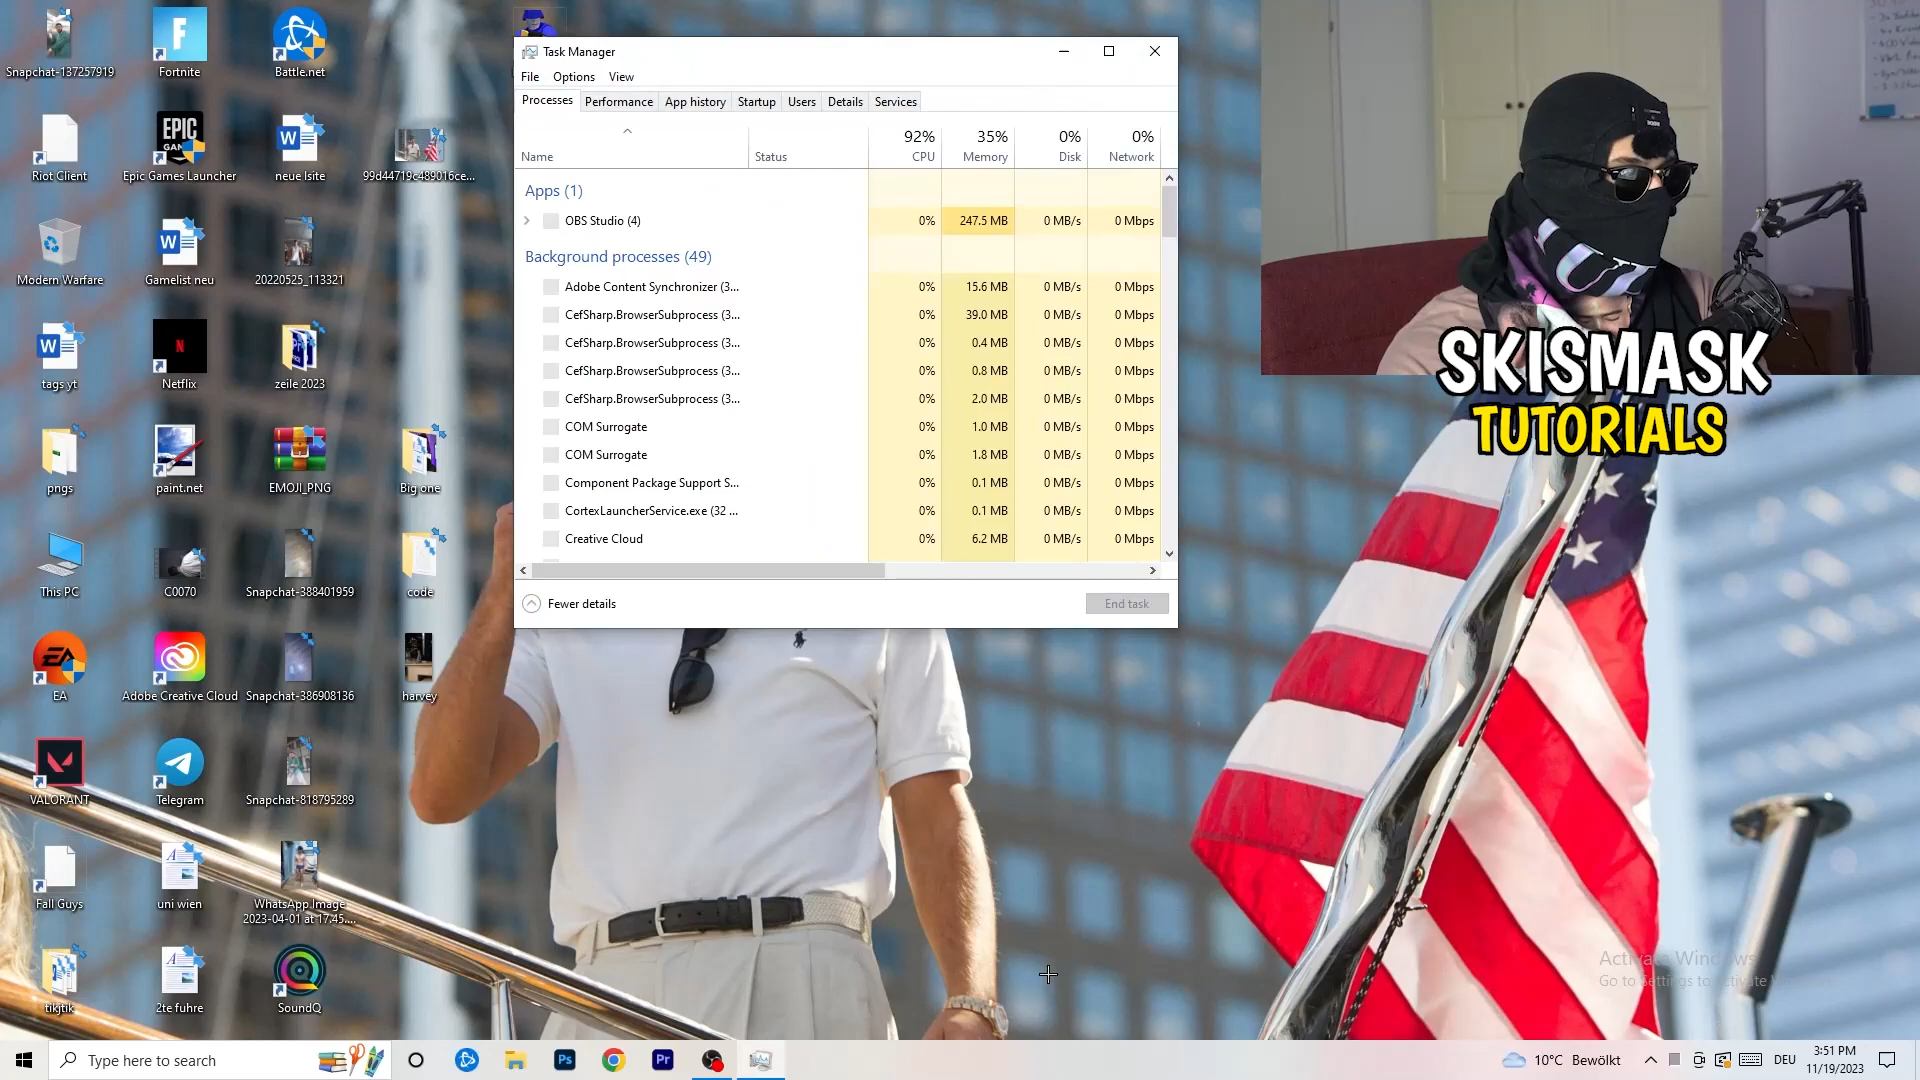 Snapchat-137257919
Fortnite
Battle.net
Riot Client
EPIC
Epic Games Launcher
neue lsite
99d44719c489016ce...
Modern Warfare
Gamelist neu
20220525_113321
tags yt
Netflix
zeile 2023
pngs
paint.net
EMOJI_PNG
Big one
This PC
C0070
Snapchat-388401959
code
EA
Adobe Creative Cloud
Snapchat-386908136
harvey
VALORANT
Telegram
Snapchat-818795289
Fall Guys
uni wien
WhatsApp Image
2023-04-01 at 17.45....
tikjtik
2te fuhre
SoundQ
Task Manager
File Options View
Processes Performance App history Startup Users Details Services
92% 35% 0% 0%
Name Status CPU Memory Disk Network
Apps (1)
OBS Studio (4) 0% 247.5 MB 0 MB/s 0 Mbps
Background processes (49)
Adobe Content Synchronizer (3... 0% 15.6 MB 0 MB/s 0 Mbps
CefSharp.BrowserSubprocess (3... 0% 39.0 MB 0 MB/s 0 Mbps
CefSharp.BrowserSubprocess (3... 0% 0.4 MB 0 MB/s 0 Mbps
CefSharp.BrowserSubprocess (3... 0% 0.8 MB 0 MB/s 0 Mbps
CefSharp.BrowserSubprocess (3... 0% 2.0 MB 0 MB/s 0 Mbps
COM Surrogate 0% 1.0 MB 0 MB/s 0 Mbps
COM Surrogate 0% 1.8 MB 0 MB/s 0 Mbps
Component Package Support S... 0% 0.1 MB 0 MB/s 0 Mbps
CortexLauncherService.exe (32 ... 0% 0.1 MB 0 MB/s 0 Mbps
Creative Cloud 0% 6.2 MB 0 MB/s 0 Mbps
Fewer details
End task
SKISMASK
TUTORIALS
Activate Windows
Go to Settings to activate
Type here to search
Ps
Pr
10°C Bewölkt
DEU
3:51 PM
11/19/2023